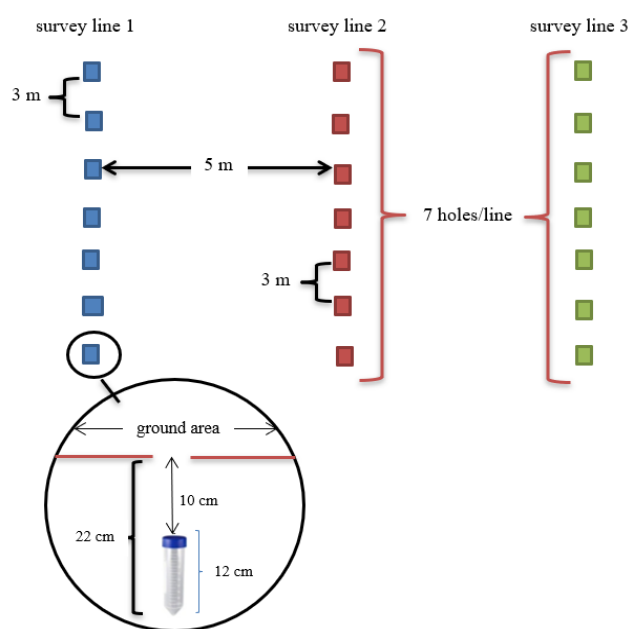 survey line 1
survey line 2
survey line 3
3 m
5 m
7 holes/line
3 m
ground area
10 cm
22 cm
12 cm